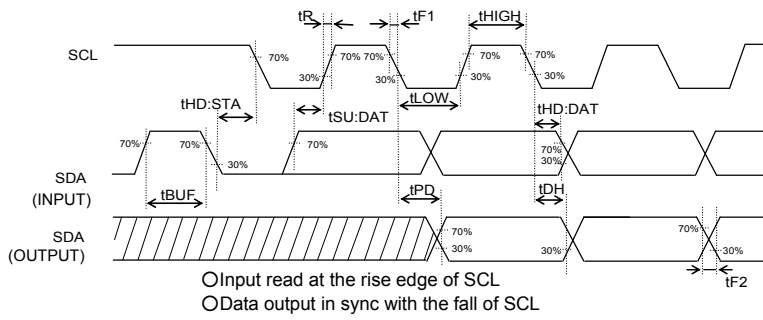 tR tF1 tHIGH
SCL 70% 30% 70% 70% 30% 70% 30% 70% 30%
tHD:STA tLOW tHD:DAT
tSU:DAT
70% 70% 30% 70% 70% 30%
SDA
(INPUT)
tBUF tPD tDH
SDA
(OUTPUT)
70% 30% 30% 70% 30%
tF2
○Input read at the rise edge of SCL
○Data output in sync with the fall of SCL